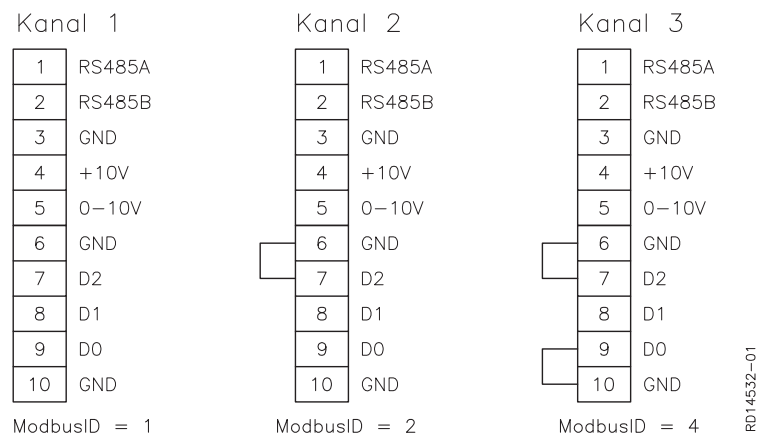 Kanal 1
1 RS485A
2 RS485B
3 GND
4 +10V
5 0-10V
6 GND
7 D2
8 D1
9 D0
10 GND
ModbusID = 1
Kanal 2
1 RS485A
2 RS485B
3 GND
4 +10V
5 0-10V
6 GND
7 D2
8 D1
9 D0
10 GND
ModbusID = 2
Kanal 3
1 RS485A
2 RS485B
3 GND
4 +10V
5 0-10V
6 GND
7 D2
8 D1
9 D0
10 GND
ModbusID = 4
RD14532-01